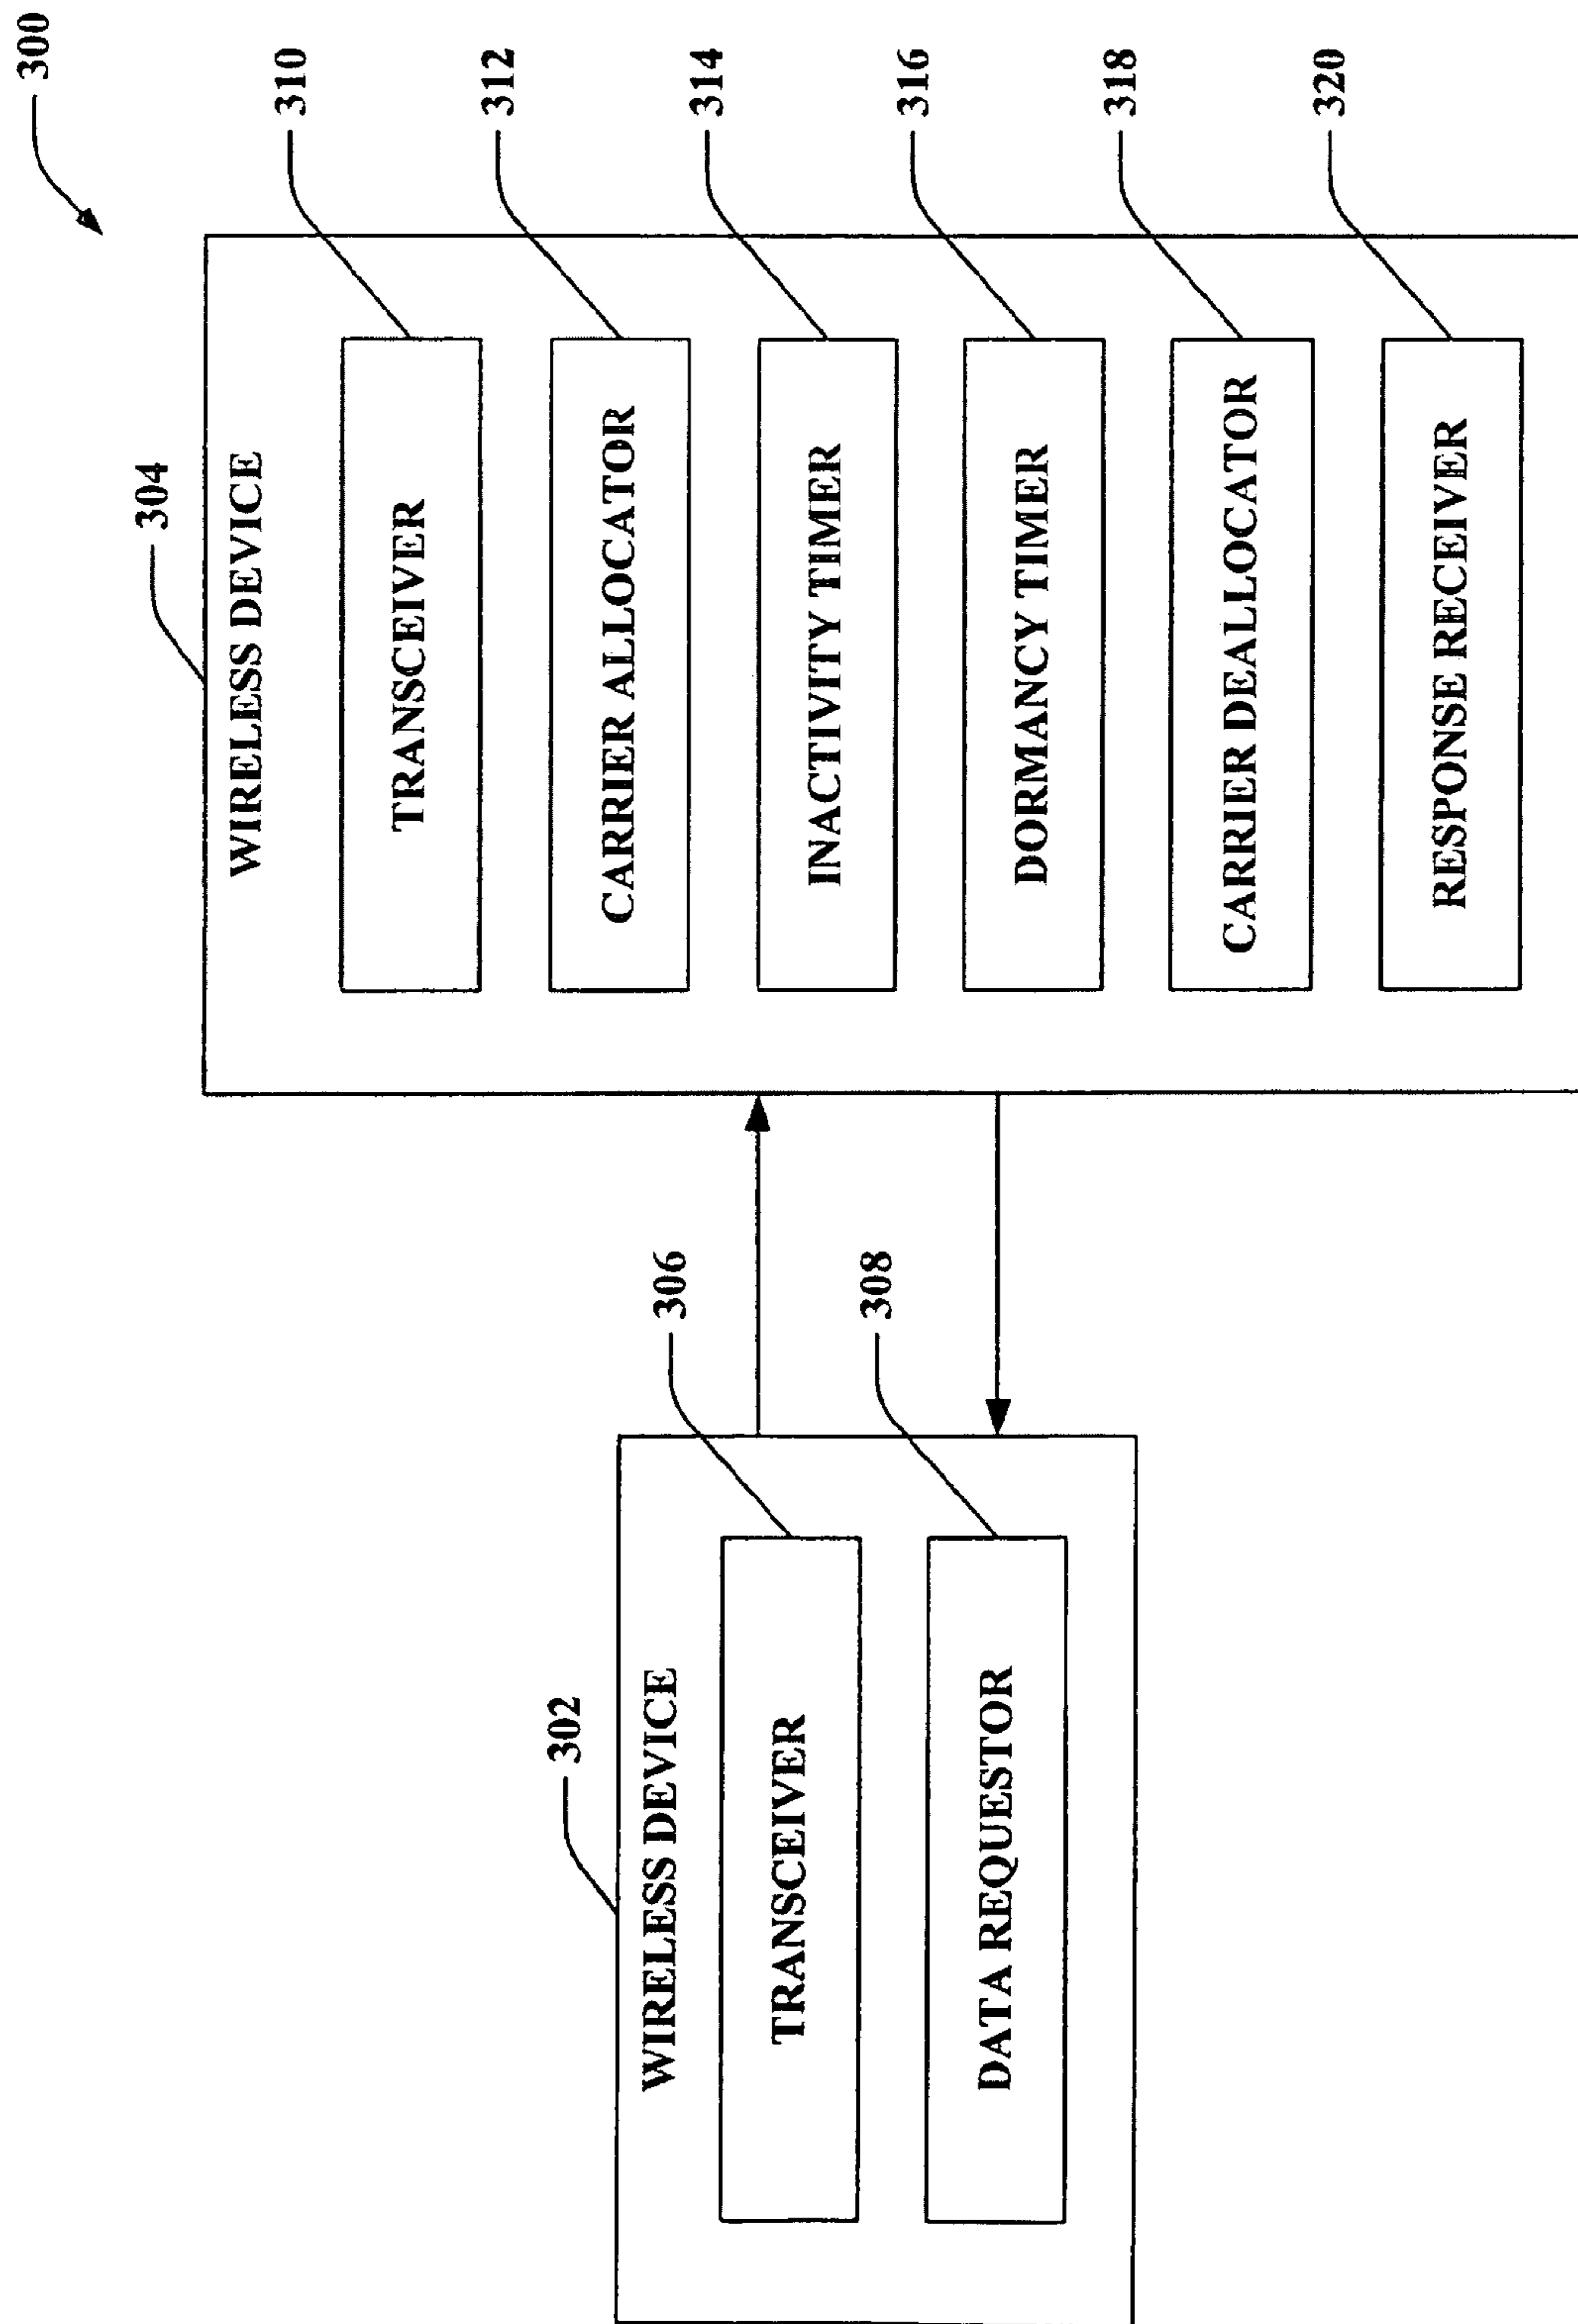 300
304
WIRELESS DEVICE
310
TRANSCEIVER
312
CARRIER ALLOCATOR
314
INACTIVITY TIMER
316
DORMANCY TIMER
318
CARRIER DEALLOCATOR
320
RESPONSE RECEIVER
302
WIRELESS DEVICE
306
TRANSCEIVER
308
DATA REQUESTOR